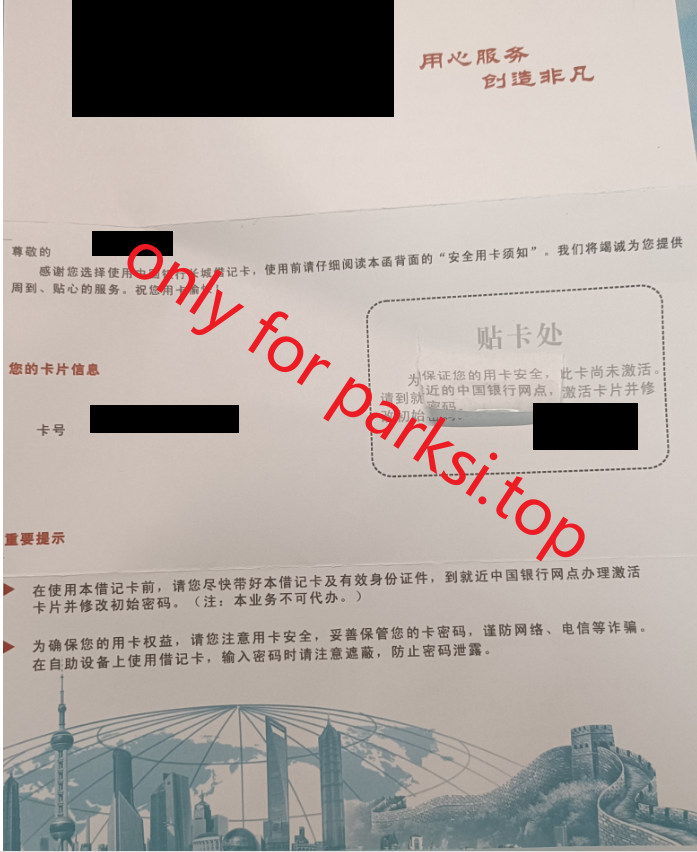 用心服务
创造非凡
尊敬的
感谢您选择使用中国银行长城借记卡，使用前请仔细阅读本函背面的“安全用卡须知”。我们将竭诚为您提供
周到、贴心的服务。祝您用卡愉快！
贴卡处
为保证您的用卡安全，此卡尚未激活。
请到就近的中国银行网点，激活卡片并修
改初始密码。
您的卡片信息
卡号
重要提示
在使用本借记卡前，请您尽快带好本借记卡及有效身份证件，到就近中国银行网点办理激活
卡片并修改初始密码。（注：本业务不可代办。）
为确保您的用卡权益，请您注意用卡安全，妥善保管您的卡密码，谨防网络、电信等诈骗。
在自助设备上使用借记卡，输入密码时请注意遮蔽，防止密码泄露。
only for parksi.top